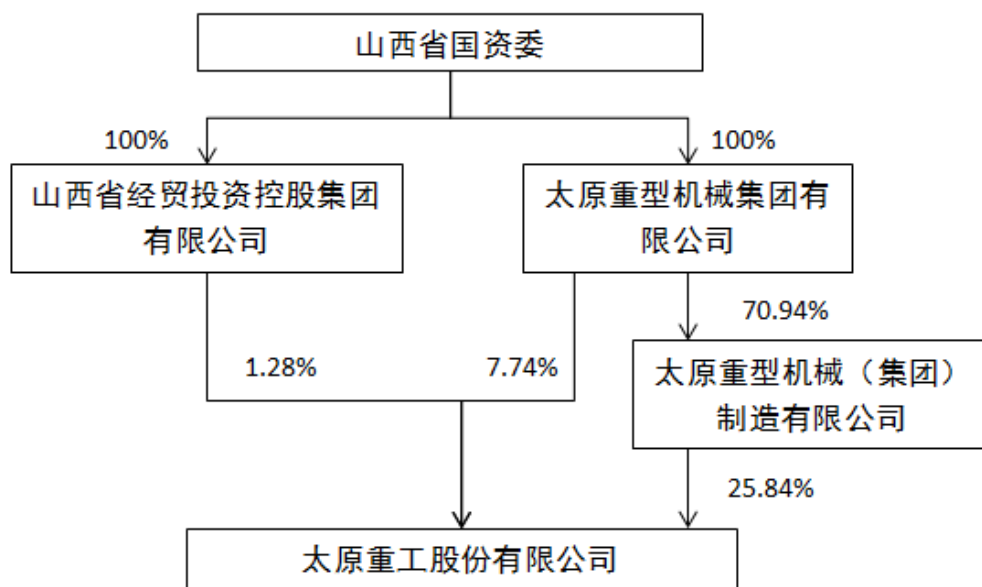 山西省国资委
100%
100%
山西省经贸投资控股集团
有限公司
太原重型机械集团有
限公司
70.94%
1.28%
7.74%
太原重型机械（集团）
制造有限公司
25.84%
太原重工股份有限公司